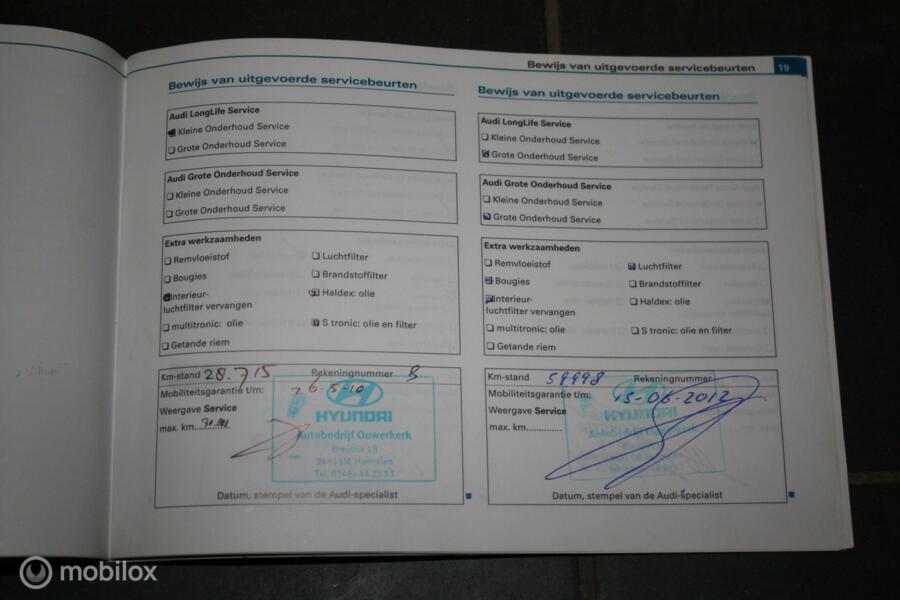 Bewijs van uitgevoerde servicebeurten 19
Bewijs van uitgevoerde servicebeurten
Audi LongLife Service
Kleine Onderhoud Service
Grote Onderhoud Service
Audi Grote Onderhoud Service
Kleine Onderhoud Service
Grote Onderhoud Service
Extra werkzaamheden
Remvloeistof Luchtfilter
Bougies Brandstoffilter
Interieur- Haldex: olie
luchtfilter vervangen
multitronic: olie S tronic: olie en filter
Getande riem
Km-stand 28.715 Rekeningnummer
Mobiliteitsgarantie t/m: 26-5-10
Weergave Service
max. km
HYUNDAI
Autobedrijf Ouwerkerk
Datum, stempel van de Audi-specialist
Bewijs van uitgevoerde servicebeurten
Audi LongLife Service
Kleine Onderhoud Service
Grote Onderhoud Service
Audi Grote Onderhoud Service
Kleine Onderhoud Service
Grote Onderhoud Service
Extra werkzaamheden
Remvloeistof Luchtfilter
Bougies Brandstoffilter
Interieur- Haldex: olie
luchtfilter vervangen
multitronic: olie S tronic: olie en filter
Getande riem
Km-stand 59998 Rekeningnummer
Mobiliteitsgarantie t/m: 15-06-2012
Weergave Service
HYUNDAI
max. km..............
Autobedrijf Ouwerkerk
Datum, stempel van de Audi-specialist
mobilox